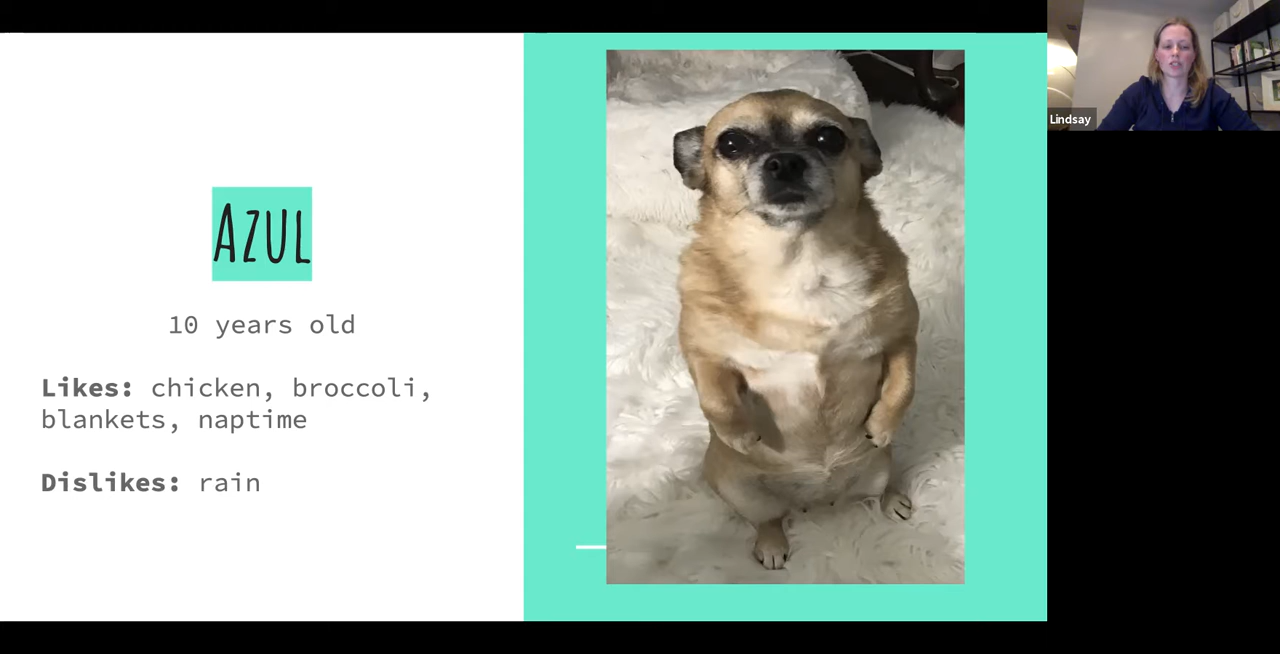 Azul
10 years old
Likes: chicken, broccoli,
blankets, naptime
Dislikes: rain
Lindsay